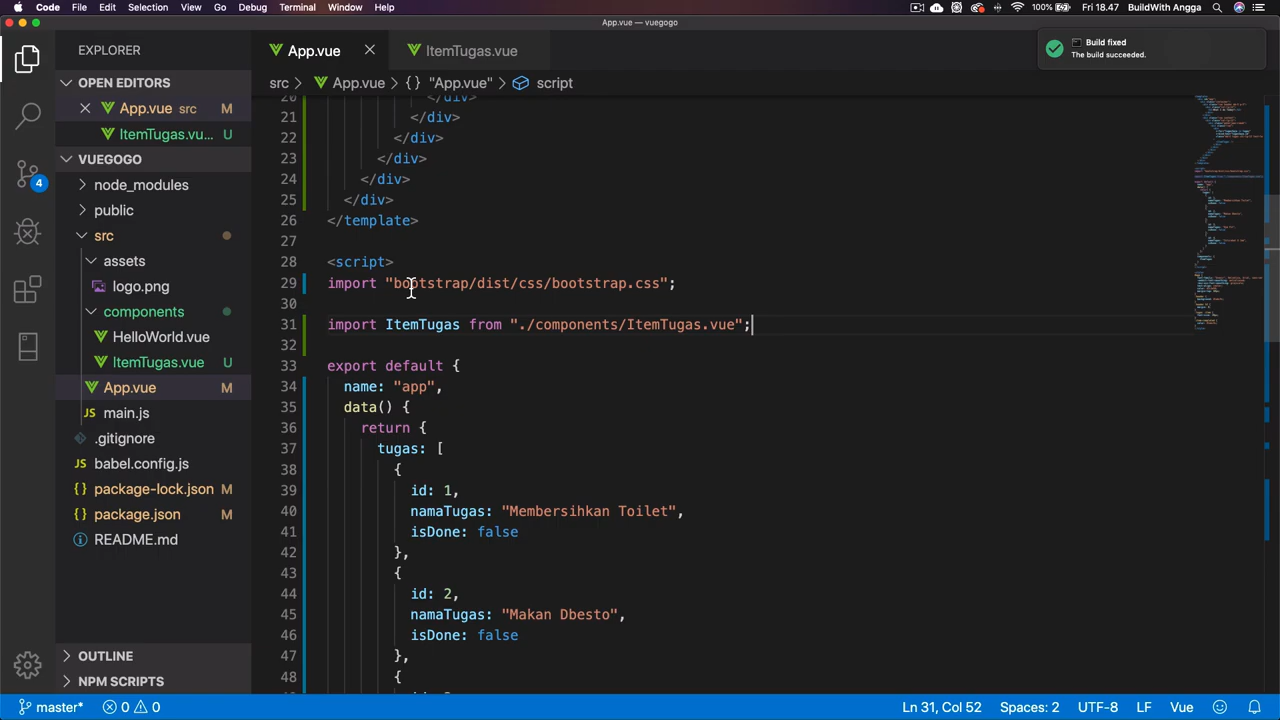 Code File Edit Selection View Go Debug Terminal Window Help
100% Fri 18.47 BuildWith Angga
App.vue — vuegogo
EXPLORER
App.vue
ItemTugas.vue
Build fixed
The build succeeded.
OPEN EDITORS
src > App.vue > {} "App.vue" > script
App.vue src M
ItemTugas.vu... U
VUEGOGO
node_modules
public
src
assets
logo.png
components
HelloWorld.vue
ItemTugas.vue U
App.vue M
main.js
.gitignore
babel.config.js
package-lock.json M
package.json M
README.md
OUTLINE
NPM SCRIPTS
4
20 </div>
21 </div>
22 </div>
23 </div>
24 </div>
25 </div>
26 </template>
27
28 <script>
29 import "bootstrap/dist/css/bootstrap.css";
30
31 import ItemTugas from "./components/ItemTugas.vue";
32
33 export default {
34 name: "app",
35 data() {
36 return {
37 tugas: [
38 {
39 id: 1,
40 namaTugas: "Membersihkan Toilet",
41 isDone: false
42 },
43 {
44 id: 2,
45 namaTugas: "Makan Dbesto",
46 isDone: false
47 },
48 {
master* 0 0
Ln 31, Col 52 Spaces: 2 UTF-8 LF Vue